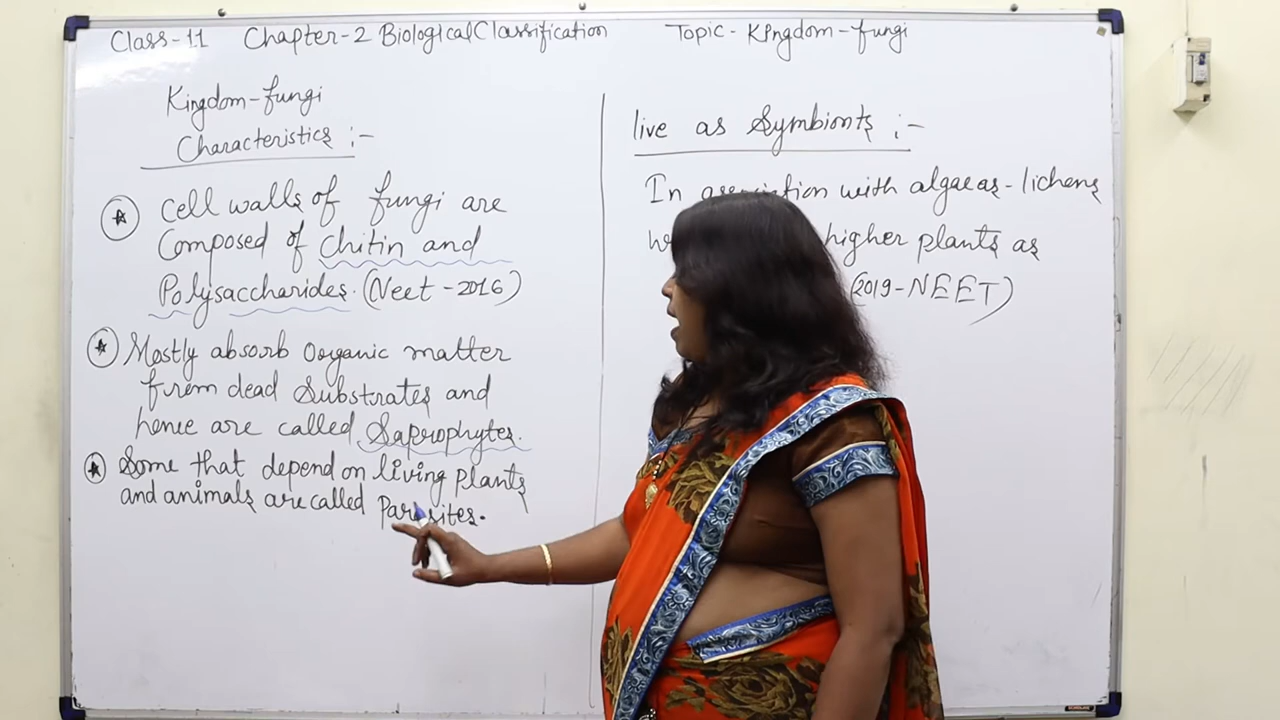 Class-11 Chapter-2 Biological Classification Topic - Kingdom-fungi
Kingdom-fungi
Characteristics :-
Cell walls of fungi are
Composed of Chitin and
Polysaccharides. (Neet -2016)
Mostly absorb Organic matter
from dead Substrates and
hence are called Saprophytes.
Some that depend on living plants
and animals are called Parasites.
live as Symbionts :-
In association with algae as - lichens
higher plants as
(2019-NEET)